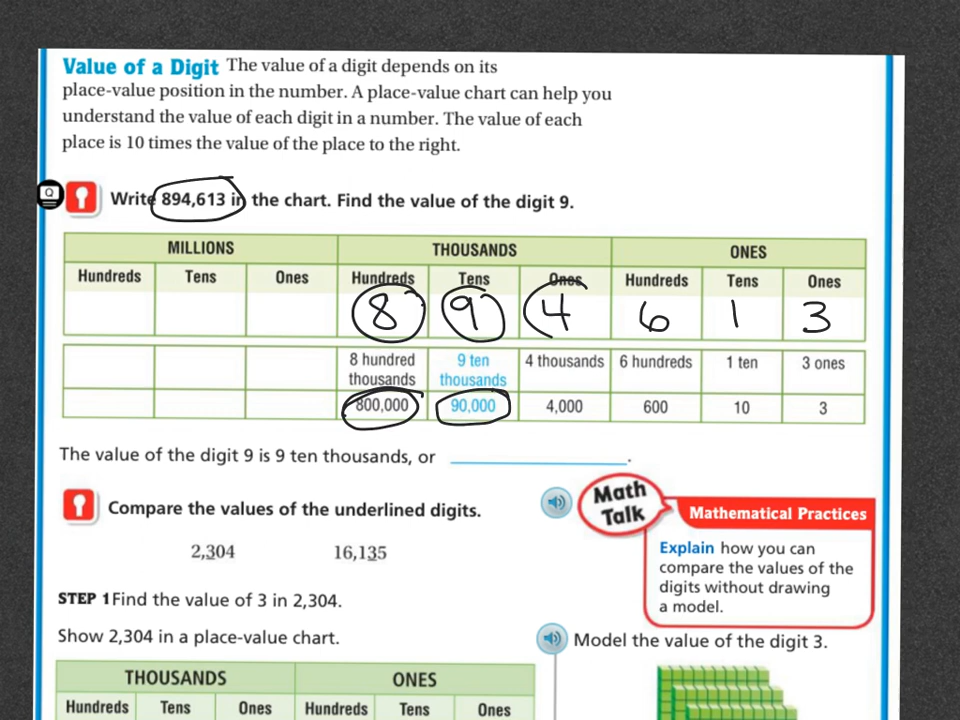 Value of a Digit The value of a digit depends on its
place-value position in the number. A place-value chart can help you
understand the value of each digit in a number. The value of each
place is 10 times the value of the place to the right.
Q
Write 894,613 in the chart. Find the value of the digit 9.
MILLIONS THOUSANDS ONES
Hundreds Tens Ones Hundreds Tens Ones Hundreds Tens Ones
8 9 4 6 1 3
8 hundred thousands 9 ten thousands 4 thousands 6 hundreds 1 ten 3 ones
800,000 90,000 4,000 600 10 3
The value of the digit 9 is 9 ten thousands, or ____________.
Compare the values of the underlined digits.
2,304 16,135
Math
Talk
Mathematical Practices
Explain how you can
compare the values of the
digits without drawing
a model.
STEP 1 Find the value of 3 in 2,304.
Show 2,304 in a place-value chart.
Model the value of the digit 3.
THOUSANDS ONES
Hundreds Tens Ones Hundreds Tens Ones